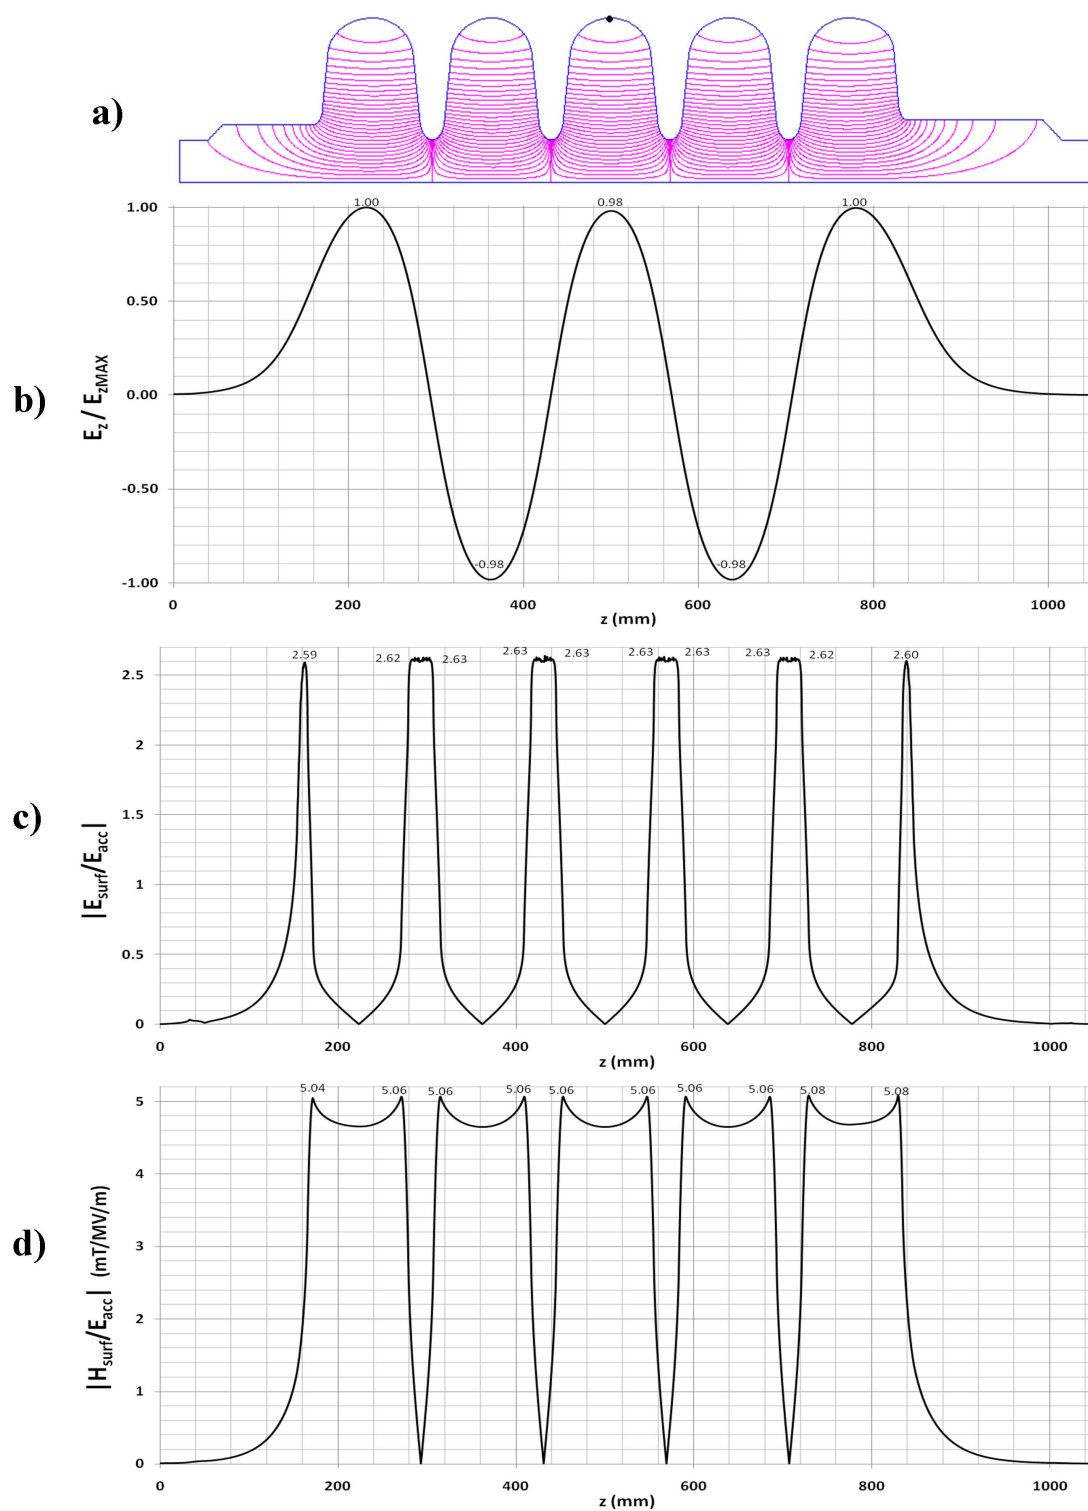 a)
1.00 0.98 1.00
1.00
0.50
0.00
-0.50
-1.00
b)
E_z / E_zMAX
-0.98 -0.98
0 200 400 600 800 1000
z (mm)
2.59 2.62 2.63 2.63 2.63 2.63 2.63 2.63 2.62 2.60
2.5
2
1.5
1
0.5
0
c)
|E_surf/E_acc|
0 200 400 600 800 1000
z (mm)
5.04 5.06 5.06 5.06 5.06 5.06 5.06 5.06 5.08 5.08
5
4
3
2
1
0
d)
|H_surf/E_acc| (mT/MV/m)
0 200 400 600 800 1000
z (mm)